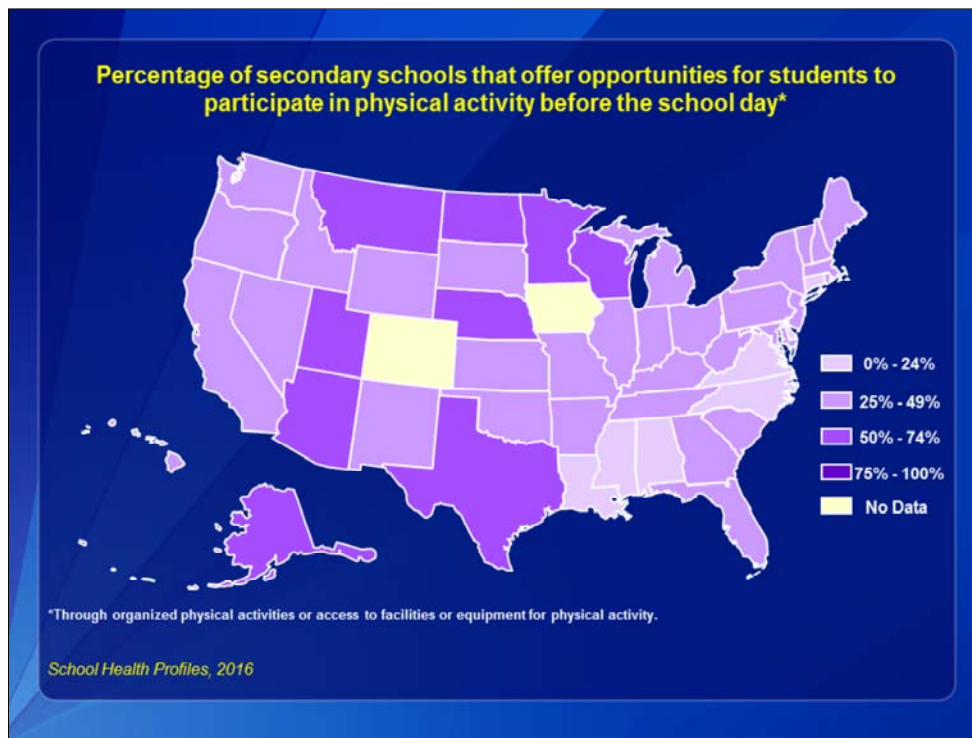 Percentage of secondary schools that offer opportunities for students to
participate in physical activity before the school day*
0% - 24%
25% - 49%
50% - 74%
75% - 100%
No Data
*Through organized physical activities or access to facilities or equipment for physical activity.
School Health Profiles, 2016